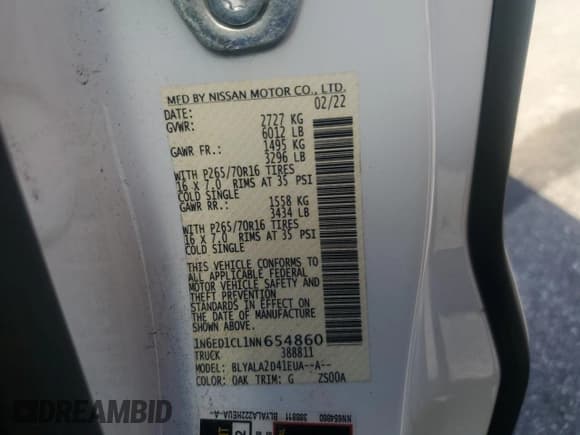 MFD BY NISSAN MOTOR CO., LTD.
DATE: 02/22
GVWR: 2727 KG
6012 LB
GAWR FR.: 1495 KG
3296 LB
WITH P265/70R16 TIRES
16 X 7.0 RIMS AT 35 PSI
COLD SINGLE
GAWR RR.: 1558 KG
3434 LB
WITH P265/70R16 TIRES
16 X 7.0 RIMS AT 35 PSI
COLD SINGLE
THIS VEHICLE CONFORMS TO
ALL APPLICABLE FEDERAL
MOTOR VEHICLE SAFETY AND
THEFT PREVENTION
STANDARDS IN EFFECT ON
THE DATE OF MANUFACTURE
SHOWN ABOVE.
1N6ED1CL1NN654860
TRUCK 388811
MODEL: BLYALA2D41EUA--A--
COLOR: QAK TRIM: G ZS00A
NN654860 388811 BLYALA222HEUA-A-
DREAMBID